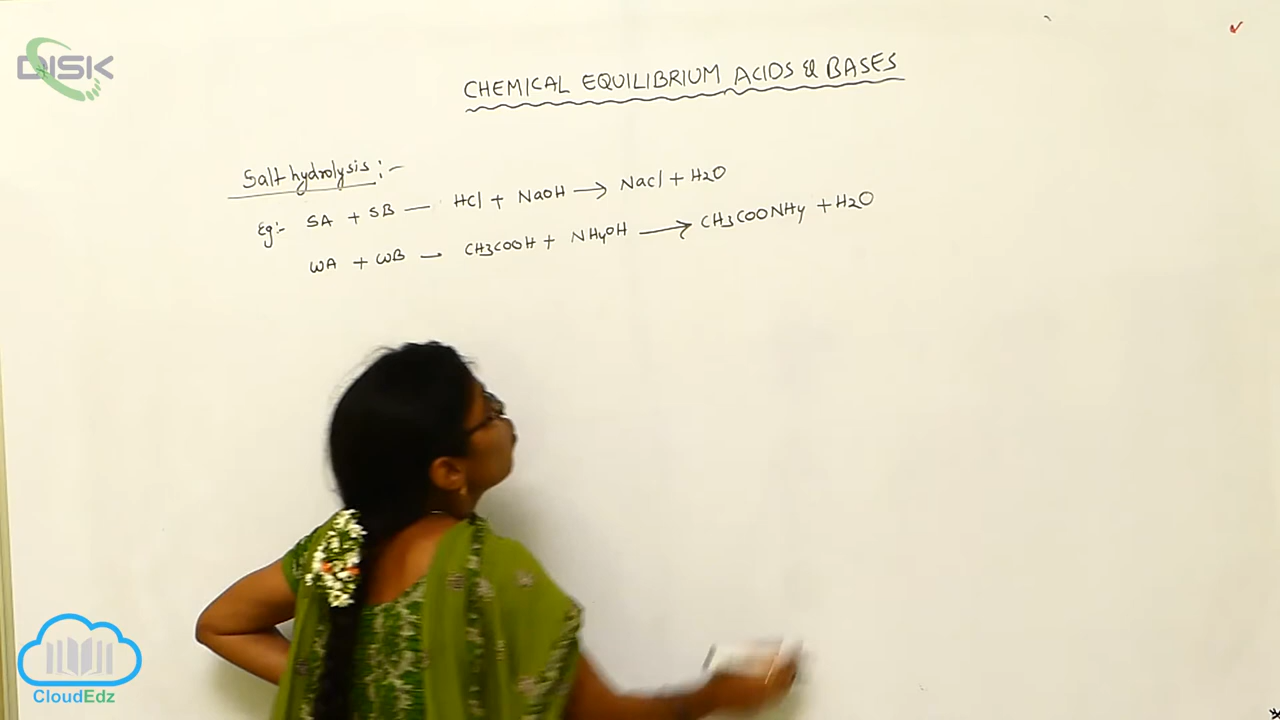 DISK
CHEMICAL EQUILIBRIUM ACIDS & BASES
Salt hydrolysis:-
Eg:- SA + SB — HCl + NaOH → Nacl + H2O
WA + WB — CH3COOH + NH4OH → CH3COONH4 + H2O
CloudEdz